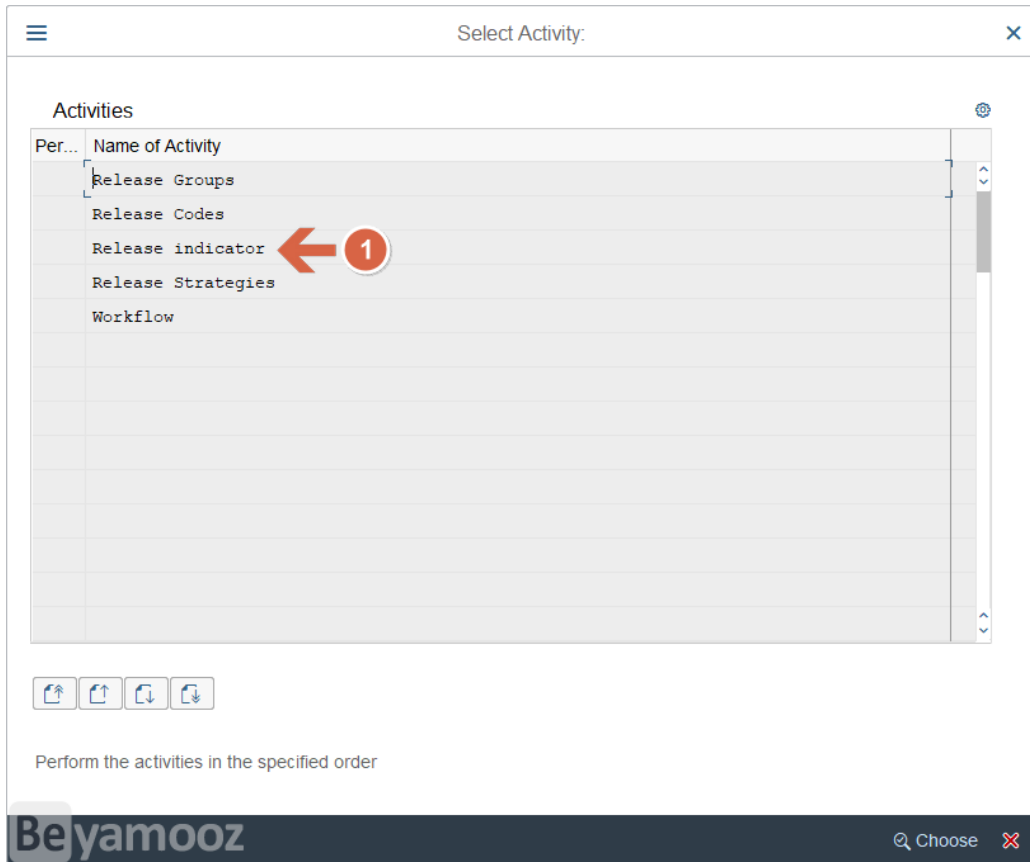 Select Activity:
Activities
Per... Name of Activity
Release Groups
Release Codes
Release indicator
1
Release Strategies
Workflow
Perform the activities in the specified order
Beyamooz
Choose